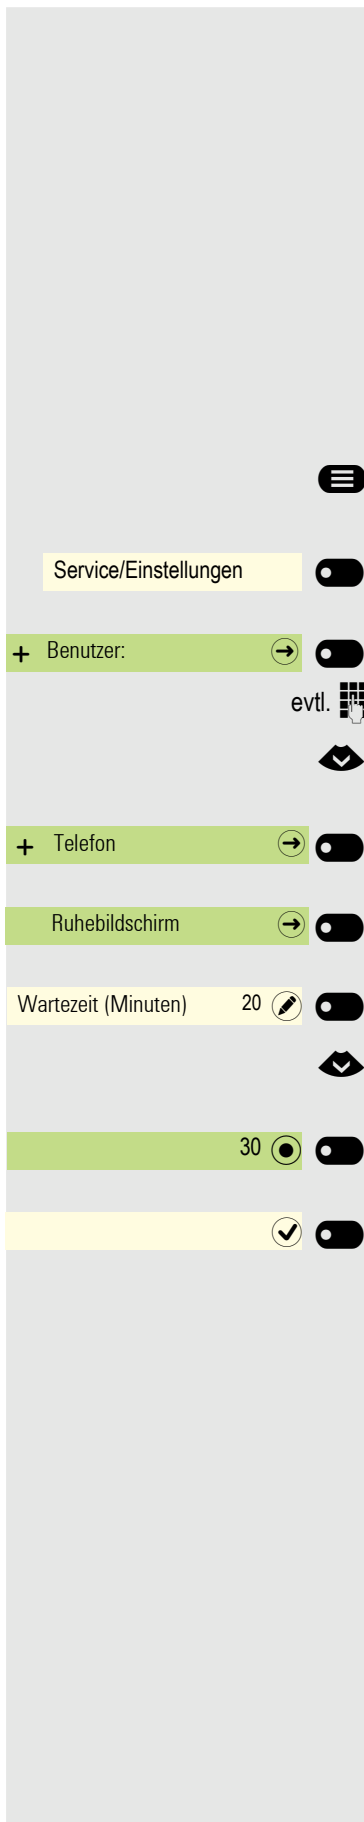 Service/Einstellungen
+ Benutzer:
evtl.
+ Telefon
Ruhebildschirm
Wartezeit (Minuten) 20
30